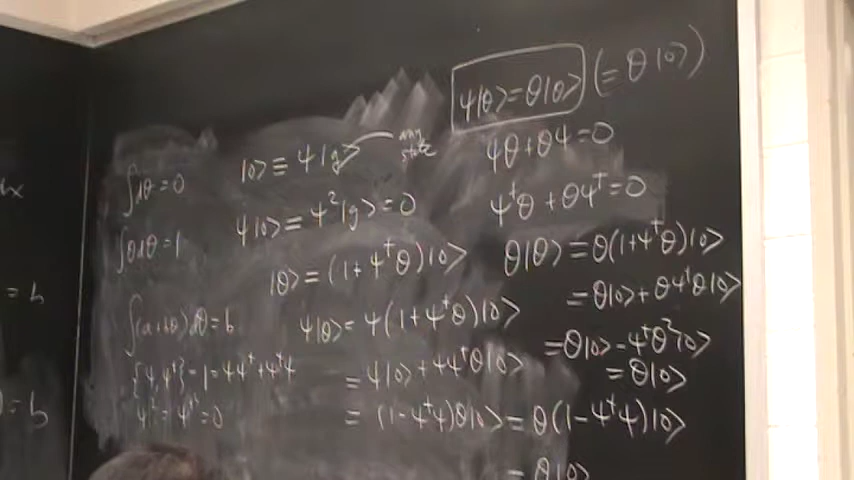 = b
= b
∫dθ = 0
∫θdθ = 1
∫(a+bθ)dθ = b
{ψ,ψ†} = 1 = ψψ† + ψ†ψ
ψ² = ψ†² = 0
|0> ≡ ψ|g> any state
ψ|0> = ψ²|g> = 0
|θ> = (1+ψ†θ)|0>
ψ|θ> = ψ(1+ψ†θ)|0>
= ψ|0> + ψψ†θ|0>
= (1-ψ†ψ)θ|0> = θ(1-ψ†ψ)|0>
= θ|0>
ψ|θ> = θ|θ> (= θ|0>)
ψθ + θψ = 0
ψ†θ + θψ† = 0
θ|θ> = θ(1+ψ†θ)|0>
= θ|0> + θψ†θ|0>
= θ|0> - ψ†θ²|0>
= θ|0>